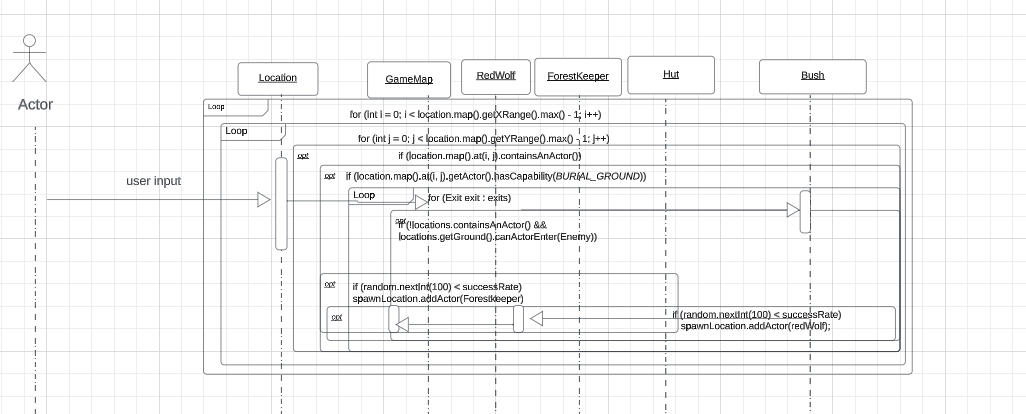 Location
GameMap
RedWolf
ForestKeeper
Hut
Bush
Actor
Loop
for (int i = 0; i < location.map().getXRange().max() - 1; i++)
Loop
for (int j = 0; j < location.map().getYRange().max() - 1; j++)
opt
if (location.map().at(i, j).containsAnActor())
opt
if (location.map().at(i, j).getActor().hasCapability(BURIAL_GROUND))
user input
Loop
for (Exit exit : exits)
opt
if (!locations.containsAnActor() &&
locations.getGround().canActorEnter(Enemy))
opt
if (random.nextInt(100) < successRate)
spawnLocation.addActor(Forestkeeper)
opt
if (random.nextInt(100) < successRate)
spawnLocation.addActor(redWolf);